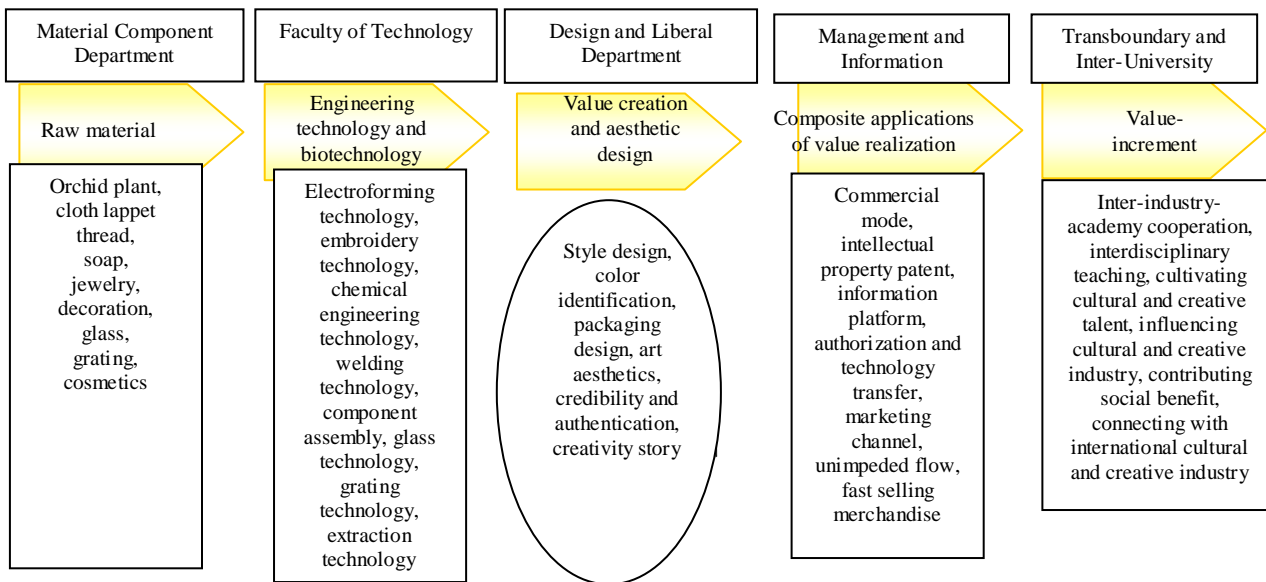 Material Component
Department
Faculty of Technology
Design and Liberal
Department
Management and
Information
Transboundary and
Inter-University
Raw material
Engineering
technology and
biotechnology
Value creation
and aesthetic
design
Composite applications
of value realization
Value-
increment
Orchid plant,
cloth lappet
thread,
soap,
jewelry,
decoration,
glass,
grating,
cosmetics
Electroforming
technology,
embroidery
technology,
chemical
engineering
technology,
welding
technology,
component
assembly, glass
technology,
grating
technology,
extraction
technology
Style design,
color
identification,
packaging
design, art
aesthetics,
credibility and
authentication,
creativity story
Commercial
mode,
intellectual
property patent,
information
platform,
authorization and
technology
transfer,
marketing
channel,
unimpeded flow,
fast selling
merchandise
Inter-industry-
academy cooperation,
interdisciplinary
teaching, cultivating
cultural and creative
talent, influencing
cultural and creative
industry, contributing
social benefit,
connecting with
international cultural
and creative industry